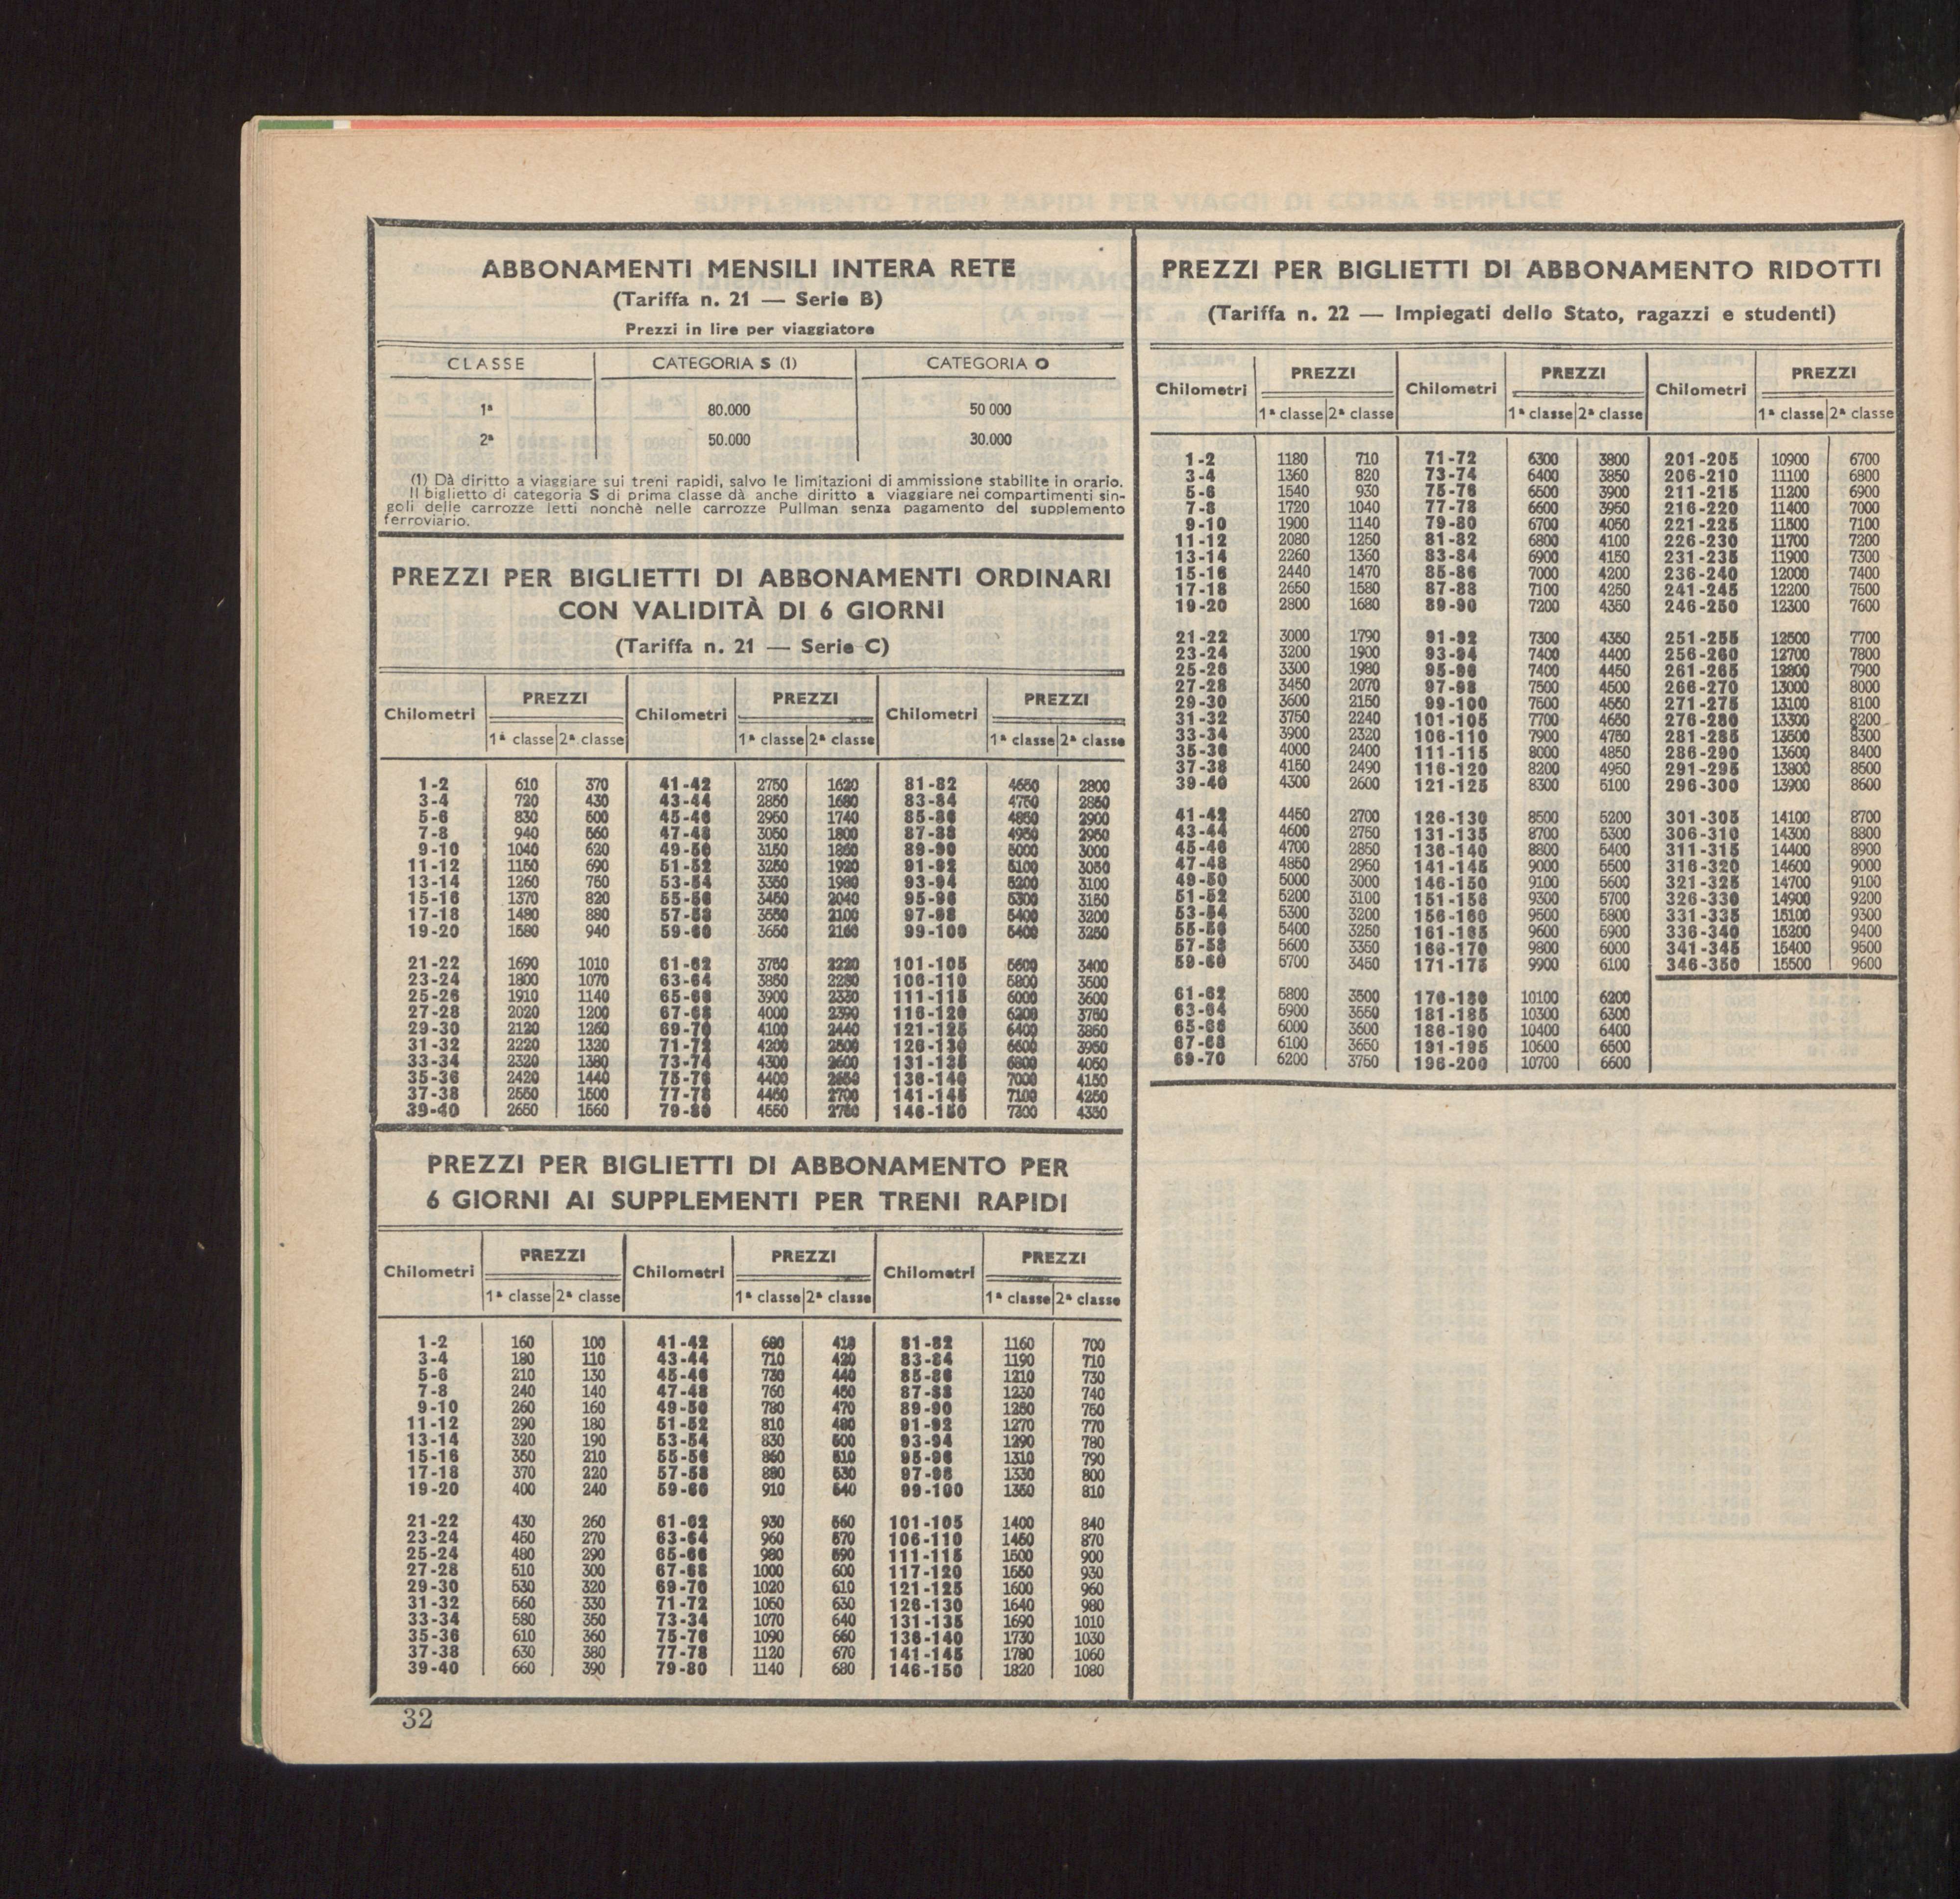 ABBONAMENTI MENSILI INTERA RETE
(Tariffa n. 21 — Serie B)
Prezzi in lire per viaggiatore
CLASSE CATEGORIA S (1) CATEGORIA O
1ª 80.000 50 000
2ª 50.000 30.000
(1) Dà diritto a viaggiare sui treni rapidi, salvo le limitazioni di ammissione stabilite in orario.
Il biglietto di categoria S di prima classe dà anche diritto a viaggiare nei compartimenti sin-
goli delle carrozze letti nonchè nelle carrozze Pullman senza pagamento del supplemento
ferroviario.
PREZZI PER BIGLIETTI DI ABBONAMENTI ORDINARI
CON VALIDITÀ DI 6 GIORNI
(Tariffa n. 21 — Serie C)
Chilometri PREZZI Chilometri PREZZI Chilometri PREZZI
1ª classe 2ª classe 1ª classe 2ª classe 1ª classe 2ª classe
1-2 610 370 41-42 2750 1620 81-82 4650 2800
3-4 720 430 43-44 2850 1680 83-84 4750 2850
5-6 830 500 45-46 2950 1740 85-86 4850 2900
7-8 940 560 47-48 3050 1800 87-88 4950 2950
9-10 1040 620 49-50 3150 1860 89-90 5000 3000
11-12 1150 690 51-52 3250 1920 91-92 5100 3050
13-14 1260 750 53-54 3350 1980 93-94 5200 3100
15-16 1370 820 55-56 3450 2040 95-96 5300 3150
17-18 1480 880 57-58 3550 2100 97-98 5400 3200
19-20 1580 940 59-60 3650 2160 99-100 5400 3250
21-22 1690 1010 61-62 3750 2220 101-105 5600 3400
23-24 1800 1070 63-64 3850 2280 106-110 5800 3500
25-26 1910 1140 65-66 3900 2330 111-115 6000 3600
27-28 2020 1200 67-68 4000 2390 116-120 6200 3750
29-30 2120 1260 69-70 4100 2440 121-125 6400 3850
31-32 2220 1320 71-72 4200 2500 126-130 6600 3950
33-34 2320 1380 73-74 4300 2600 131-135 6800 4050
35-36 2420 1440 75-76 4400 2650 136-140 7000 4150
37-38 2550 1500 77-78 4450 2700 141-145 7100 4250
39-40 2650 1560 79-80 4550 2750 146-150 7300 4350
PREZZI PER BIGLIETTI DI ABBONAMENTO PER
6 GIORNI AI SUPPLEMENTI PER TRENI RAPIDI
Chilometri PREZZI Chilometri PREZZI Chilometri PREZZI
1ª classe 2ª classe 1ª classe 2ª classe 1ª classe 2ª classe
1-2 160 100 41-42 680 410 81-82 1160 700
3-4 180 110 43-44 710 420 83-84 1190 710
5-6 210 130 45-46 730 440 85-86 1210 730
7-8 240 140 47-48 760 450 87-88 1230 740
9-10 260 160 49-50 780 470 89-90 1250 750
11-12 290 180 51-52 810 480 91-92 1270 770
13-14 320 190 53-54 830 500 93-94 1290 780
15-16 350 210 55-56 860 510 95-96 1310 790
17-18 370 220 57-58 880 530 97-98 1330 800
19-20 400 240 59-60 910 540 99-100 1350 810
21-22 430 260 61-62 930 560 101-105 1400 840
23-24 450 270 63-64 960 570 106-110 1450 870
25-24 480 290 65-66 980 590 111-115 1500 900
27-28 510 300 67-68 1000 600 117-120 1550 930
29-30 530 320 69-70 1020 610 121-125 1600 960
31-32 560 330 71-72 1050 630 126-130 1640 980
33-34 580 350 73-34 1070 640 131-135 1690 1010
35-36 610 360 75-76 1090 660 136-140 1730 1030
37-38 630 380 77-78 1120 670 141-145 1780 1060
39-40 660 390 79-80 1140 680 146-150 1820 1080
32
PREZZI PER BIGLIETTI DI ABBONAMENTO RIDOTTI
(Tariffa n. 22 — Impiegati dello Stato, ragazzi e studenti)
Chilometri PREZZI Chilometri PREZZI Chilometri PREZZI
1ª classe 2ª classe 1ª classe 2ª classe 1ª classe 2ª classe
1-2 1180 710 71-72 6300 3800 201-205 10900 6700
3-4 1360 820 73-74 6400 3850 206-210 11100 6800
5-6 1540 930 75-76 6500 3900 211-215 11200 6900
7-8 1720 1040 77-78 6600 3950 216-220 11400 7000
9-10 1900 1140 79-80 6700 4050 221-225 11500 7100
11-12 2080 1250 81-82 6800 4100 226-230 11700 7200
13-14 2260 1360 83-84 6900 4150 231-235 11900 7300
15-16 2440 1470 85-86 7000 4200 236-240 12000 7400
17-18 2650 1580 87-88 7100 4250 241-245 12200 7500
19-20 2800 1680 89-90 7200 4350 246-250 12300 7600
21-22 3000 1790 91-92 7300 4350 251-255 12500 7700
23-24 3200 1900 93-94 7400 4400 256-260 12700 7800
25-26 3300 1980 95-96 7400 4450 261-265 12800 7900
27-28 3450 2070 97-98 7500 4500 266-270 13000 8000
29-30 3600 2150 99-100 7600 4550 271-275 13100 8100
31-32 3750 2240 101-105 7700 4650 276-280 13300 8200
33-34 3900 2320 106-110 7900 4750 281-285 13500 8300
35-36 4000 2400 111-115 8000 4850 286-290 13600 8400
37-38 4150 2490 116-120 8200 4950 291-295 13800 8500
39-40 4300 2600 121-125 8300 5100 296-300 13900 8600
41-42 4450 2700 126-130 8500 5200 301-305 14100 8700
43-44 4600 2750 131-135 8700 5300 306-310 14300 8800
45-46 4700 2850 136-140 8800 5400 311-315 14400 8900
47-48 4850 2950 141-145 9000 5500 316-320 14600 9000
49-50 5000 3000 146-150 9100 5600 321-325 14700 9100
51-52 5200 3100 151-156 9300 5700 326-330 14900 9200
53-54 5300 3200 156-160 9500 5800 331-335 15100 9300
55-56 5400 3250 161-165 9600 5900 336-340 15200 9400
57-58 5600 3350 166-170 9800 6000 341-345 15400 9500
59-60 5700 3450 171-175 9900 6100 346-350 15500 9600
61-62 5800 3500 176-180 10100 6200
63-64 5900 3550 181-185 10300 6300
65-66 6000 3600 186-190 10400 6400
67-68 6100 3650 191-195 10600 6500
69-70 6200 3750 196-200 10700 6600